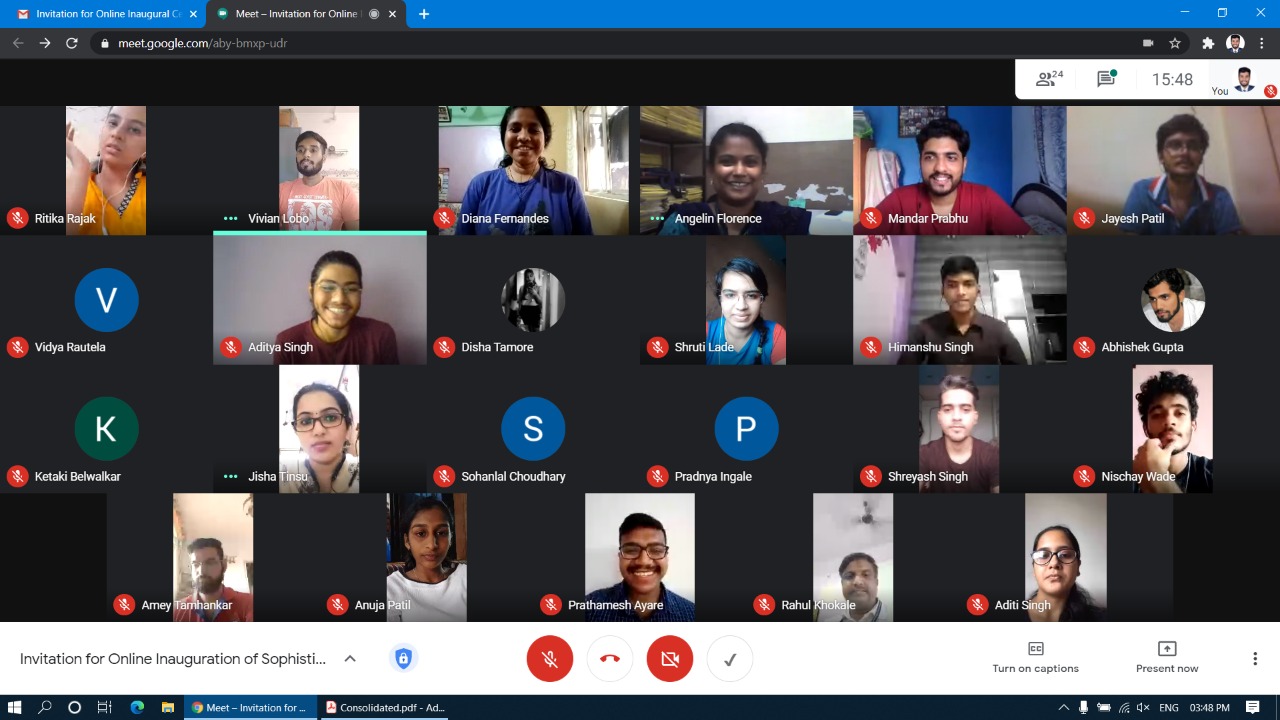 Invitation for Online Inaugural Ce
Meet – Invitation for Online
meet.google.com/aby-bmxp-udr
24
15:48
You
Ritika Rajak
Vivian Lobo
Diana Fernandes
Angelin Florence
Mandar Prabhu
Jayesh Patil
V
Vidya Rautela
Aditya Singh
Disha Tamore
Shruti Lade
Himanshu Singh
Abhishek Gupta
K
Ketaki Belwalkar
Jisha Tinsu
S
Sohanlal Choudhary
P
Pradnya Ingale
Shreyash Singh
Nischay Wade
Amey Tamhankar
Anuja Patil
Prathamesh Ayare
Rahul Khokale
Aditi Singh
Invitation for Online Inauguration of Sophisti...
CC
Turn on captions
Present now
Meet – Invitation for ...
Consolidated.pdf - Ad...
ENG
03:48 PM